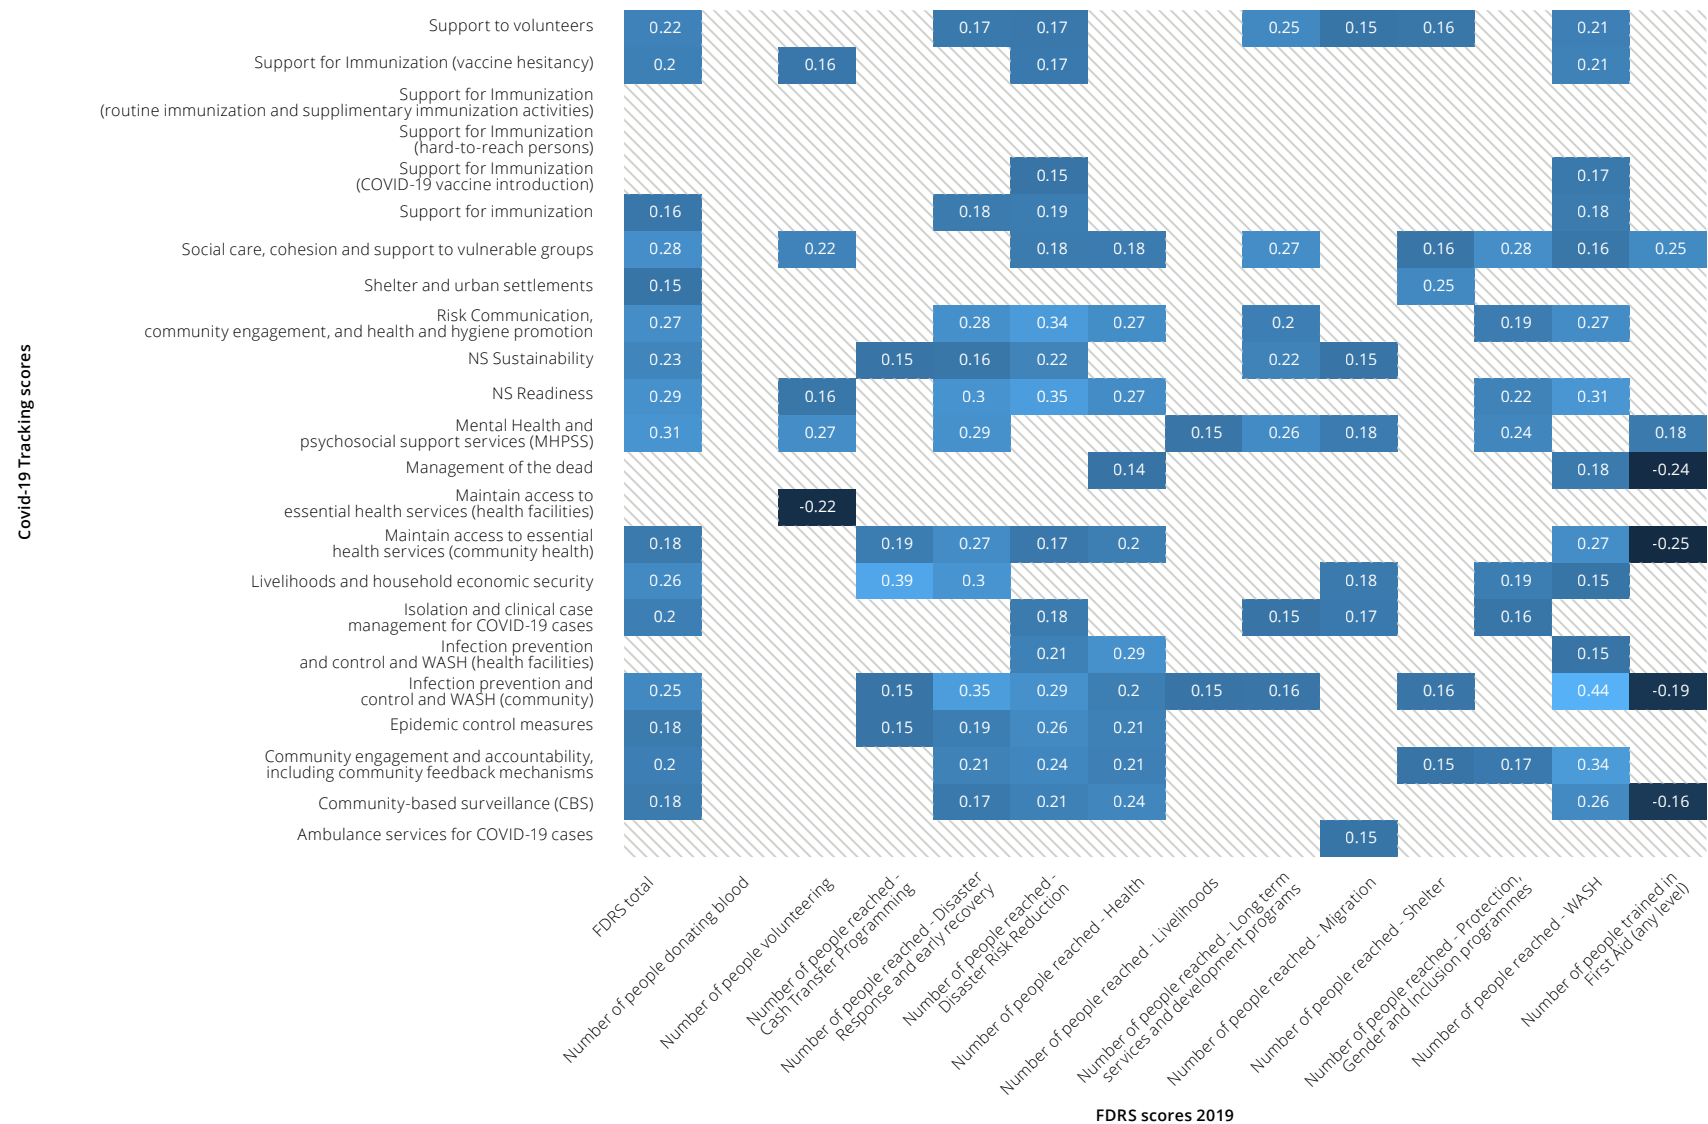 Support to volunteers
0.22 0.17 0.17 0.25 0.15 0.16 0.21
Support for Immunization (vaccine hesitancy)
0.2 0.16 0.17 0.21
Support for Immunization
(routine immunization and supplimentary immunization activities)
Support for Immunization
(hard-to-reach persons)
Support for Immunization
(COVID-19 vaccine introduction)
0.15 0.17
Support for immunization
0.16 0.18 0.19 0.18
Social care, cohesion and support to vulnerable groups
0.28 0.22 0.18 0.18 0.27 0.16 0.28 0.16 0.25
Shelter and urban settlements
0.15 0.25
Risk Communication,
community engagement, and health and hygiene promotion
0.27 0.28 0.34 0.27 0.2 0.19 0.27
NS Sustainability
0.23 0.15 0.16 0.22 0.22 0.15
NS Readiness
0.29 0.16 0.3 0.35 0.27 0.22 0.31
Mental Health and
psychosocial support services (MHPSS)
0.31 0.27 0.29 0.15 0.26 0.18 0.24 0.18
Management of the dead
0.14 0.18 -0.24
Maintain access to
essential health services (health facilities)
-0.22
Maintain access to essential
health services (community health)
0.18 0.19 0.27 0.17 0.2 0.27 -0.25
Livelihoods and household economic security
0.26 0.39 0.3 0.18 0.19 0.15
Isolation and clinical case
management for COVID-19 cases
0.2 0.18 0.15 0.17 0.16
Infection prevention
and control and WASH (health facilities)
0.21 0.29 0.15
Infection prevention and
control and WASH (community)
0.25 0.15 0.35 0.29 0.2 0.15 0.16 0.16 0.44 -0.19
Epidemic control measures
0.18 0.15 0.19 0.26 0.21
Community engagement and accountability,
including community feedback mechanisms
0.2 0.21 0.24 0.21 0.15 0.17 0.34
Community-based surveillance (CBS)
0.18 0.17 0.21 0.24 0.26 -0.16
Ambulance services for COVID-19 cases
0.15
Covid-19 Tracking scores
FDRS total
Number of people donating blood
Number of people volunteering
Number of people reached -
Cash Transfer Programming
Number of people reached - Disaster
Response and early recovery
Number of people reached -
Disaster Risk Reduction
Number of people reached - Health
Number of people reached - Livelihoods
Number of people reached - Long term
services and development programs
Number of people reached - Migration
Number of people reached - Shelter
Number of people reached - Protection,
Gender and Inclusion programmes
Number of people reached - WASH
Number of people trained in
First Aid (any level)
FDRS scores 2019